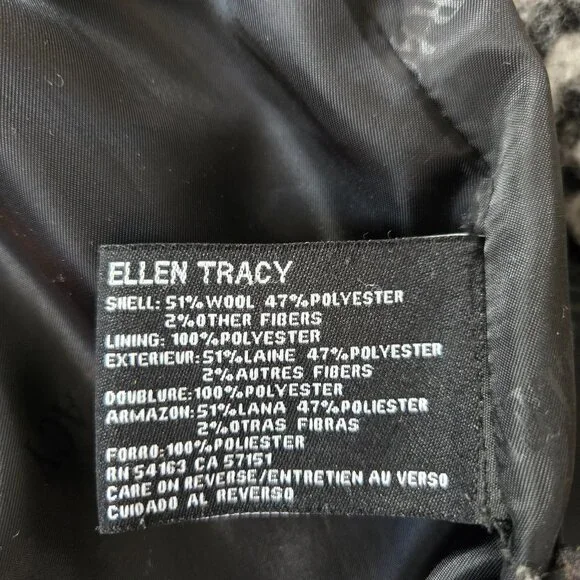 ELLEN TRACY
SHELL: 51%WOOL 47%POLYESTER
2%OTHER FIBERS
LINING: 100%POLYESTER
EXTERIEUR:51%LAINE 47%POLYESTER
2%AUTRES FIBERS
DOUBLURE:100%POLYESTER
ARMAZON:51%LANA 47%POLIESTER
2%OTRAS FIBRAS
FORRO:100%POLIESTER
RN 54163 CA 57151
CARE ON REVERSE/ENTRETIEN AU VERSO
CUIDADO AL REVERSO